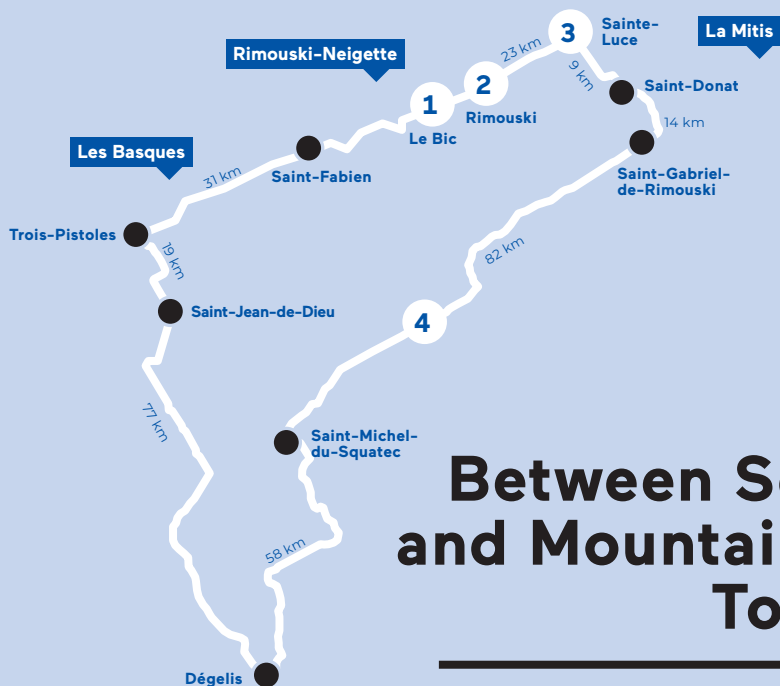 3
Sainte-
Luce
La Mitis
Rimouski-Neigette
23 km
9 km
2
Saint-Donat
1
Rimouski
14 km
Le Bic
Les Basques
31 km
Saint-Fabien
Saint-Gabriel-
de-Rimouski
Trois-Pistoles
19 km
82 km
Saint-Jean-de-Dieu
4
77 km
Saint-Michel-
du-Squatec
Between
and
58 km
Dégelis